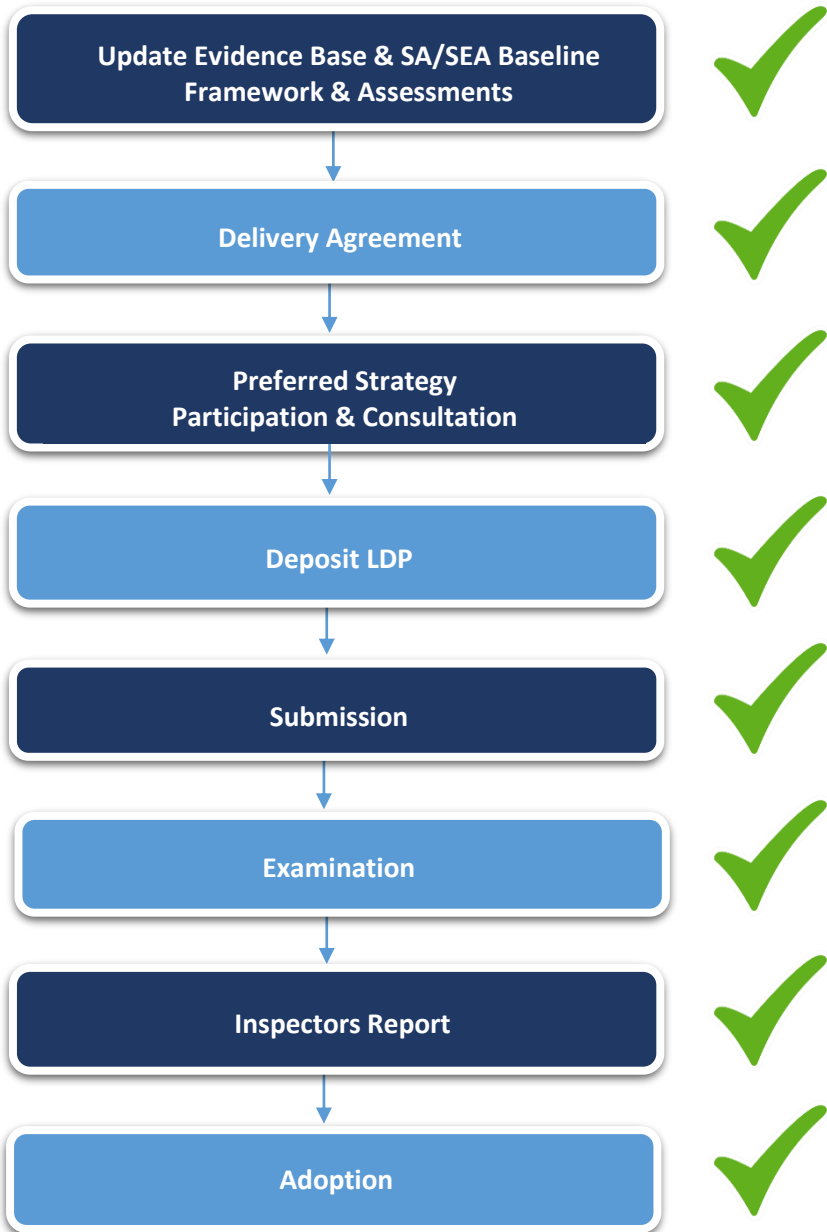 Update Evidence Base & SA/SEA Baseline
Framework & Assessments
Delivery Agreement
Preferred Strategy
Participation & Consultation
Deposit LDP
Submission
Examination
Inspectors Report
Adoption